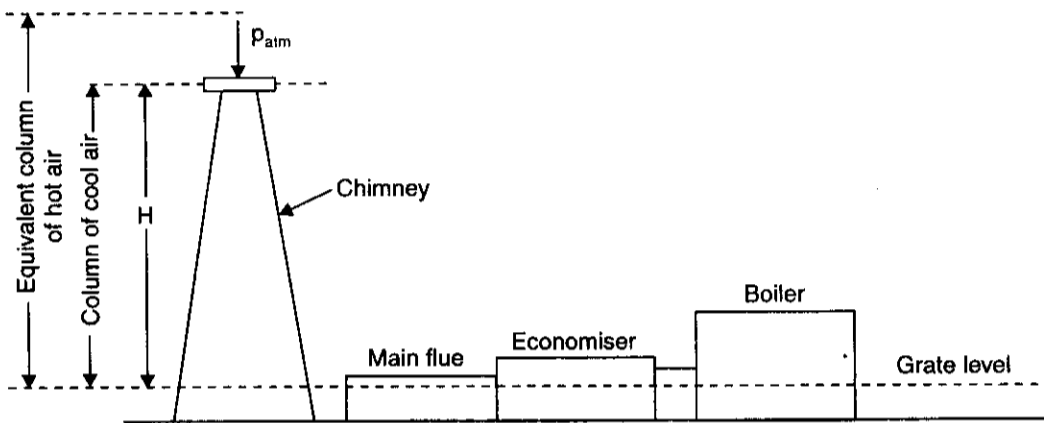 p_atm
Equivalent column
of hot air
Column of cool air
H
Chimney
Boiler
Economiser
Main flue
Grate level